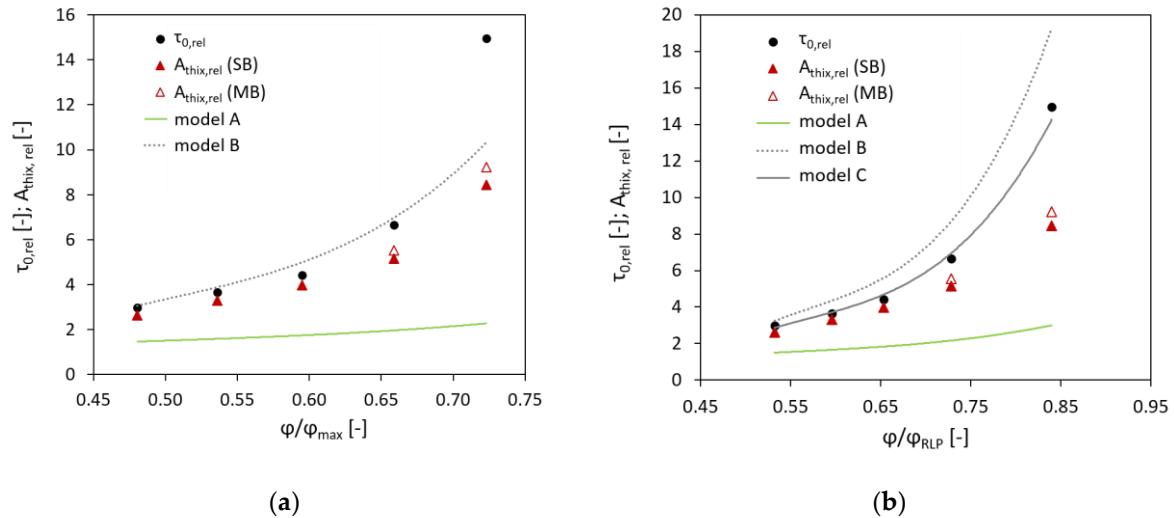 16
14
12
10
8
6
4
2
0
τ0,rel [-]; Athix, rel [-]
τ0,rel
Athix,rel (SB)
Athix,rel (MB)
model A
model B
0.45 0.50 0.55 0.60 0.65 0.70 0.75
φ/φmax [-]
(a)
20
18
16
14
12
10
8
6
4
2
0
τ0,rel [-]; Athix, rel [-]
τ0,rel
Athix,rel (SB)
Athix,rel (MB)
model A
model B
model C
0.45 0.55 0.65 0.75 0.85 0.95
φ/φRLP [-]
(b)